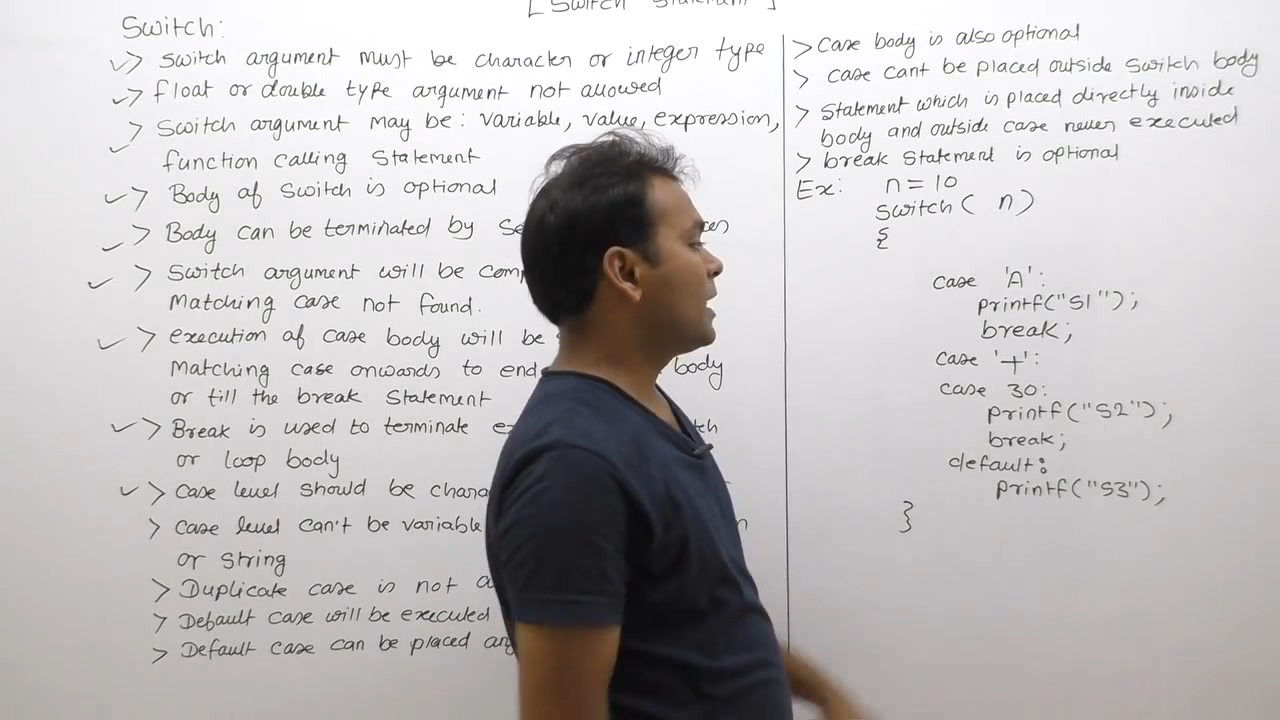 [ Switch Statement ]
Switch:
> Switch argument must be character or integer type
> float or double type argument not allowed
> Switch argument may be: variable, value, expression,
function calling Statement
> Body of Switch is optional
> Body can be terminated by
> Switch argument will be
Matching case not found.
> execution of case body will be
Matching case onwards to end body
or till the break Statement
> Break is used to terminate
or loop body
> Case level should be
> Case level can't be variable
or String
> Duplicate case is not
> Default case will be executed
> Default case can be placed
> Case body is also optional
> case cant be placed outside Switch body
> Statement which is placed directly inside
body and outside case never executed
> break Statement is optional
Ex: n = 10
Switch( n)
{
case 'A':
printf("S1");
break;
case '+':
case 30:
printf("S2");
break;
default:
printf("S3");
}